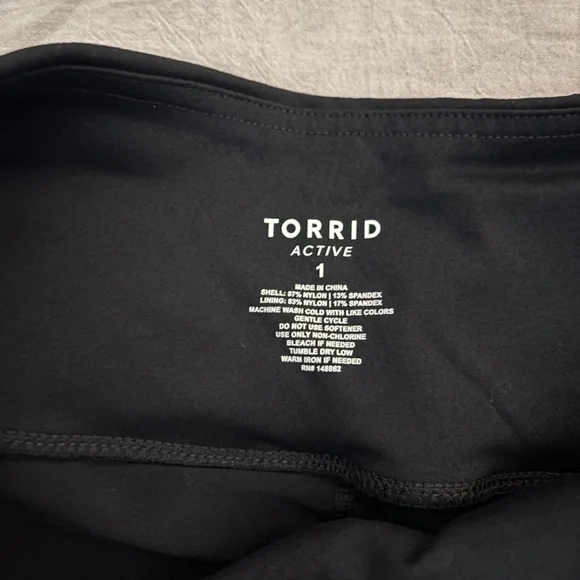 TORRID
ACTIVE
1
MADE IN CHINA
SHELL: 87% NYLON | 13% SPANDEX
LINING: 83% NYLON | 17% SPANDEX
MACHINE WASH COLD WITH LIKE COLORS
GENTLE CYCLE
DO NOT USE SOFTENER
USE ONLY NON-CHLORINE
BLEACH IF NEEDED
TUMBLE DRY LOW
WARM IRON IF NEEDED
RN# 148862